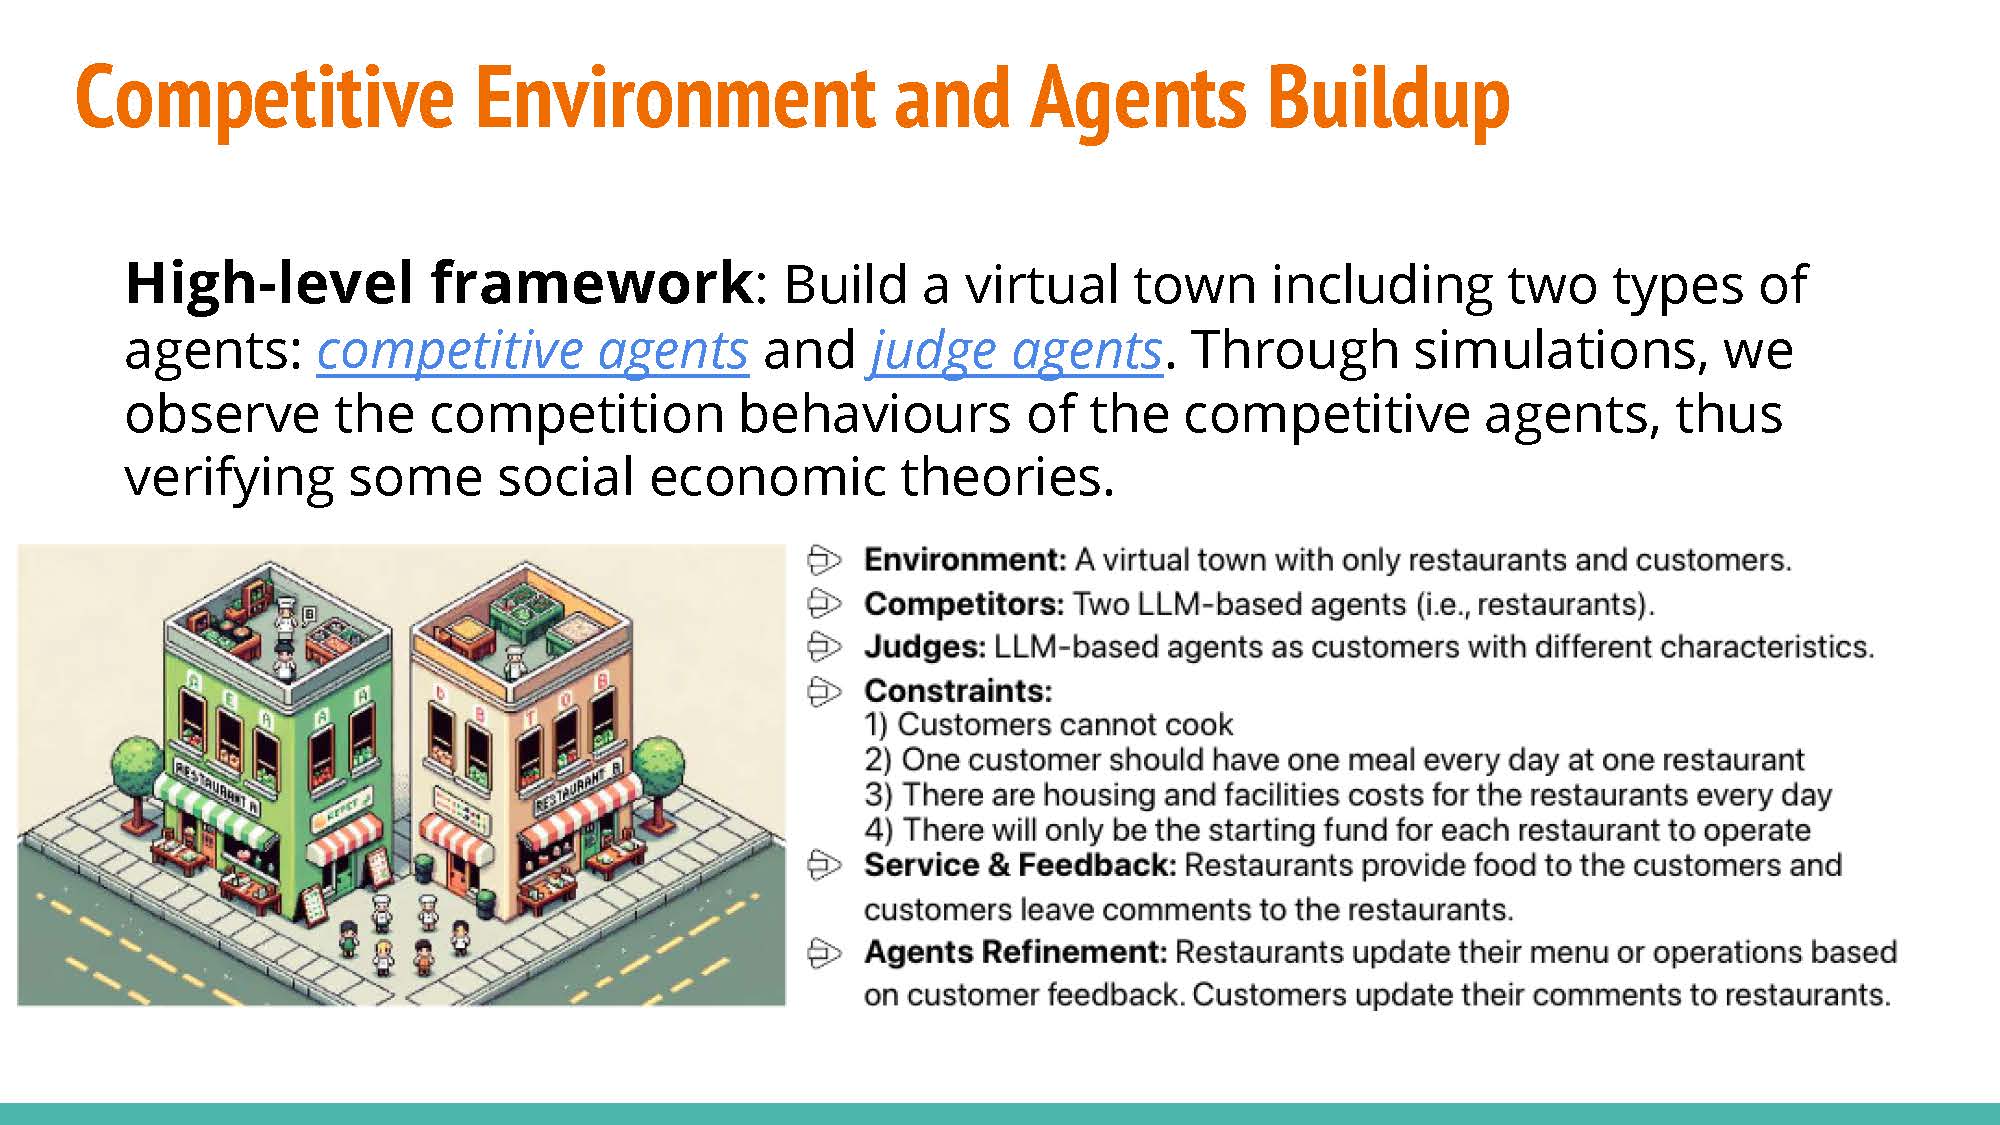 Competitive Environment and Agents Buildup
High-level framework: Build a virtual town including two types of
agents: competitive agents and judge agents. Through simulations, we
observe the competition behaviours of the competitive agents, thus
verifying some social economic theories.
RESTAURANT A
RESTAURANT B
Environment: A virtual town with only restaurants and customers.
Competitors: Two LLM-based agents (i.e., restaurants).
Judges: LLM-based agents as customers with different characteristics.
Constraints:
1) Customers cannot cook
2) One customer should have one meal every day at one restaurant
3) There are housing and facilities costs for the restaurants every day
4) There will only be the starting fund for each restaurant to operate
Service & Feedback: Restaurants provide food to the customers and
customers leave comments to the restaurants.
Agents Refinement: Restaurants update their menu or operations based
on customer feedback. Customers update their comments to restaurants.